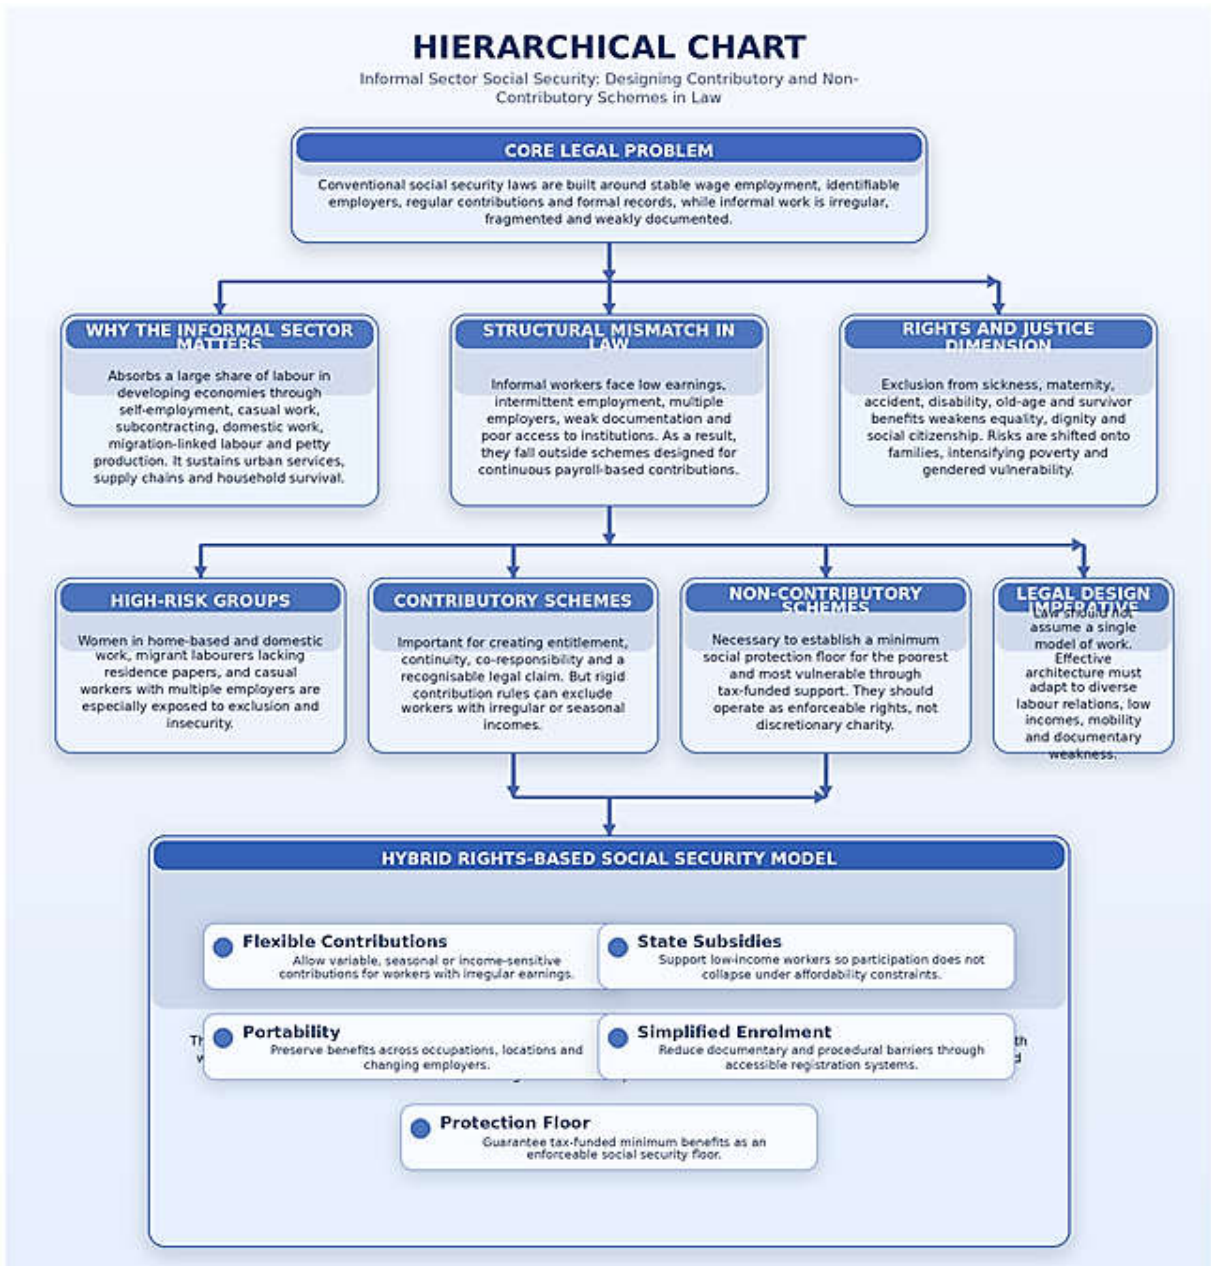 HIERARCHICAL CHART
Informal Sector Social Security: Designing Contributory and Non-
Contributory Schemes in Law
CORE LEGAL PROBLEM
Conventional social security laws are built around stable wage employment, identifiable
employers, regular contributions and formal records, while informal work is irregular,
fragmented and weakly documented.
WHY THE INFORMAL SECTOR
MATTERS
Absorbs a large share of labour in
developing economies through
self-employment, casual work,
subcontracting, domestic work,
migration-linked labour and petty
production. It sustains urban services,
supply chains and household survival.
STRUCTURAL MISMATCH IN
LAW
Informal workers face low earnings,
intermittent employment, multiple
employers, weak documentation and
poor access to institutions. As a result,
they fall outside schemes designed for
continuous payroll-based contributions.
RIGHTS AND JUSTICE
DIMENSION
Exclusion from sickness, maternity,
accident, disability, old-age and survivor
benefits weakens equality, dignity and
social citizenship. Risks are shifted onto
families, intensifying poverty and
gendered vulnerability.
HIGH-RISK GROUPS
Women in home-based and domestic
work, migrant labourers lacking
residence papers, and casual
workers with multiple employers are
especially exposed to exclusion and
insecurity.
CONTRIBUTORY SCHEMES
Important for creating entitlement,
continuity, co-responsibility and a
recognisable legal claim. But rigid
contribution rules can exclude
workers with irregular or seasonal
incomes.
NON-CONTRIBUTORY
SCHEMES
Necessary to establish a minimum
social protection floor for the poorest
and most vulnerable through
tax-funded support. They should
operate as enforceable rights, not
discretionary charity.
LEGAL DESIGN
IMPERATIVE
Law should not
assume a single
model of work.
Effective
architecture must
adapt to diverse
labour relations, low
incomes, mobility
and documentary
weakness.
HYBRID RIGHTS-BASED SOCIAL SECURITY MODEL
Flexible Contributions
Allow variable, seasonal or income-sensitive
contributions for workers with irregular earnings.
State Subsidies
Support low-income workers so participation does not
collapse under affordability constraints.
Portability
Preserve benefits across occupations, locations and
changing employers.
Simplified Enrolment
Reduce documentary and procedural barriers through
accessible registration systems.
Protection Floor
Guarantee tax-funded minimum benefits as an
enforceable social security floor.